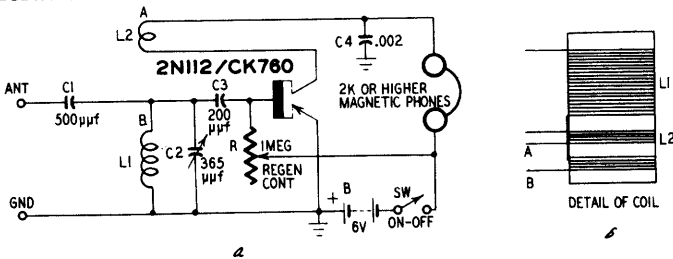 A
L2
C4 .002
2N112/CK760
2K OR HIGHER
MAGNETIC PHONES
ANT
C1
500μμf
C3
200
μμf
B
L1
C2
365
μμf
R
1MEG
REGEN
CONT
GND
+
B
6V
SW
ON-OFF
a
L1
L2
A
B
DETAIL OF COIL
б